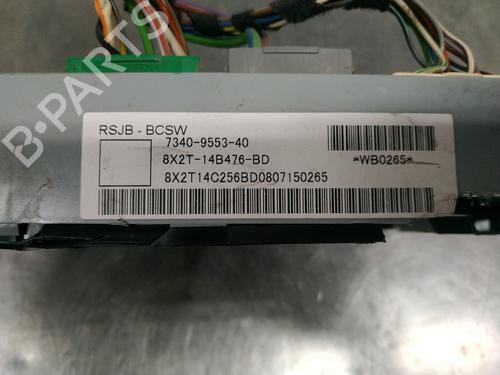 B-PARTS
RSJB - BCSW
7340-9553-40
8X2T-14B476-BD
*WB0265*
8X2T14C256BD0807150265